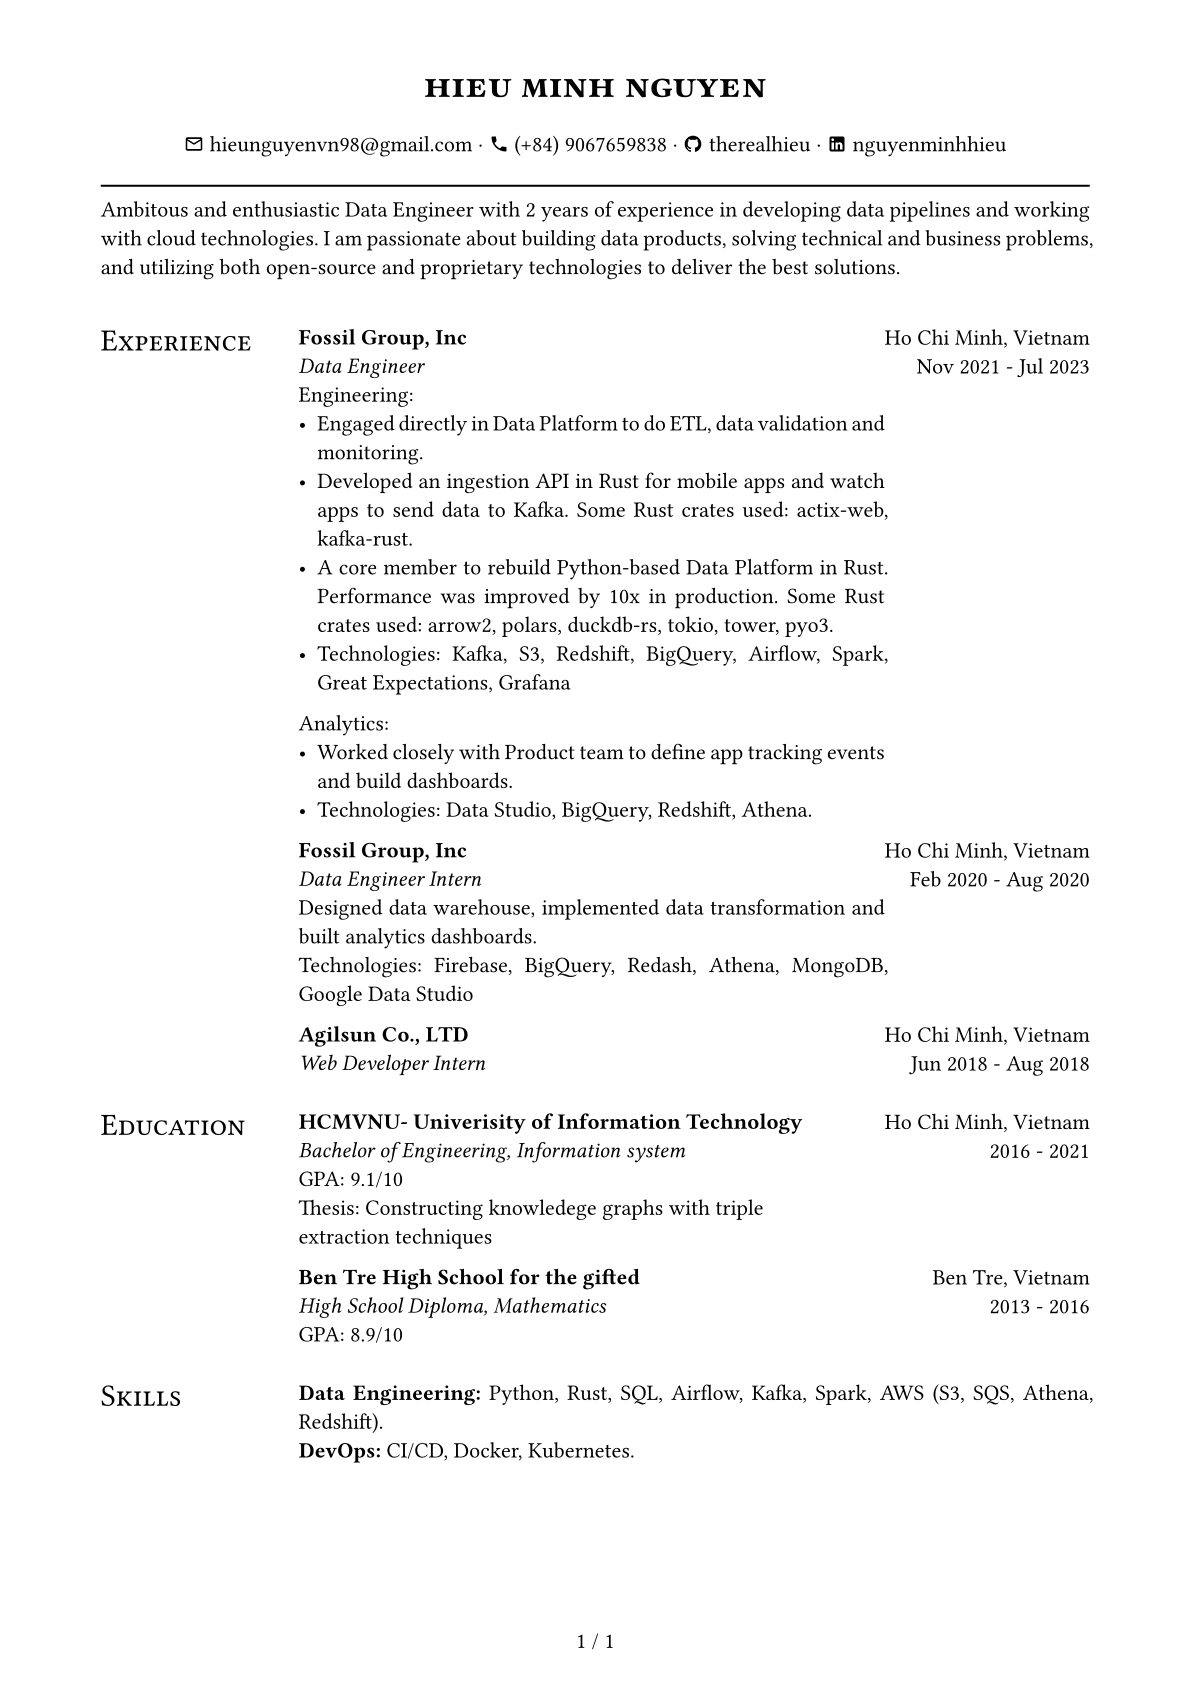 HIEU MINH NGUYEN
hieunguyenvn98@gmail.com · (+84) 9067659838 · therealhieu · nguyenminhhieu
Ambitous and enthusiastic Data Engineer with 2 years of experience in developing data pipelines and working
with cloud technologies. I am passionate about building data products, solving technical and business problems,
and utilizing both open-source and proprietary technologies to deliver the best solutions.
Experience
Fossil Group, Inc Ho Chi Minh, Vietnam
Data Engineer Nov 2021 - Jul 2023
Engineering:
• Engaged directly in Data Platform to do ETL, data validation and
monitoring.
• Developed an ingestion API in Rust for mobile apps and watch
apps to send data to Kafka. Some Rust crates used: actix-web,
kafka-rust.
• A core member to rebuild Python-based Data Platform in Rust.
Performance was improved by 10x in production. Some Rust
crates used: arrow2, polars, duckdb-rs, tokio, tower, pyo3.
• Technologies: Kafka, S3, Redshift, BigQuery, Airflow, Spark,
Great Expectations, Grafana
Analytics:
• Worked closely with Product team to define app tracking events
and build dashboards.
• Technologies: Data Studio, BigQuery, Redshift, Athena.
Fossil Group, Inc Ho Chi Minh, Vietnam
Data Engineer Intern Feb 2020 - Aug 2020
Designed data warehouse, implemented data transformation and
built analytics dashboards.
Technologies: Firebase, BigQuery, Redash, Athena, MongoDB,
Google Data Studio
Agilsun Co., LTD Ho Chi Minh, Vietnam
Web Developer Intern Jun 2018 - Aug 2018
Education
HCMVNU- Univerisity of Information Technology Ho Chi Minh, Vietnam
Bachelor of Engineering, Information system 2016 - 2021
GPA: 9.1/10
Thesis: Constructing knowledege graphs with triple
extraction techniques
Ben Tre High School for the gifted Ben Tre, Vietnam
High School Diploma, Mathematics 2013 - 2016
GPA: 8.9/10
Skills
Data Engineering: Python, Rust, SQL, Airflow, Kafka, Spark, AWS (S3, SQS, Athena,
Redshift).
DevOps: CI/CD, Docker, Kubernetes.
1 / 1